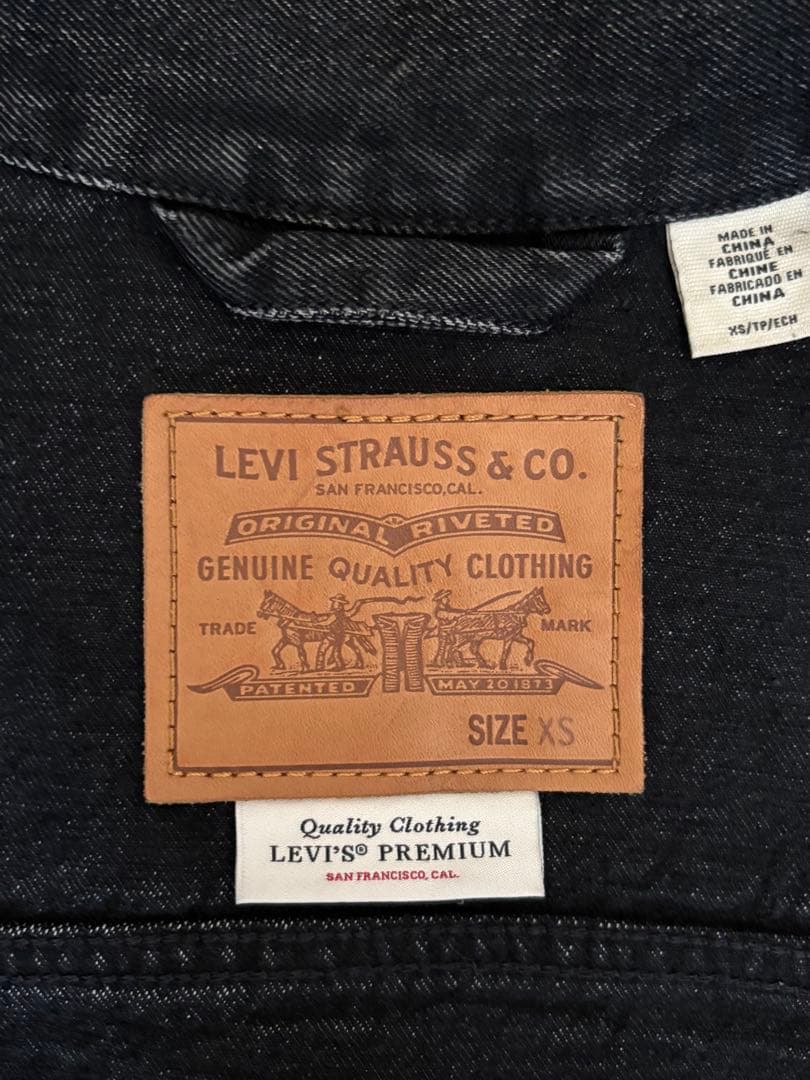 MADE IN
CHINA
FABRIQUÉ EN
CHINE
FABRICADO EN
CHINA
XS/TP/ECH
LEVI STRAUSS & CO.
SAN FRANCISCO, CAL.
ORIGINAL RIVETED
GENUINE QUALITY CLOTHING
TRADE MARK
PATENTED MAY 20 1873
SIZE XS
Quality Clothing
LEVI'S® PREMIUM
SAN FRANCISCO, CAL.